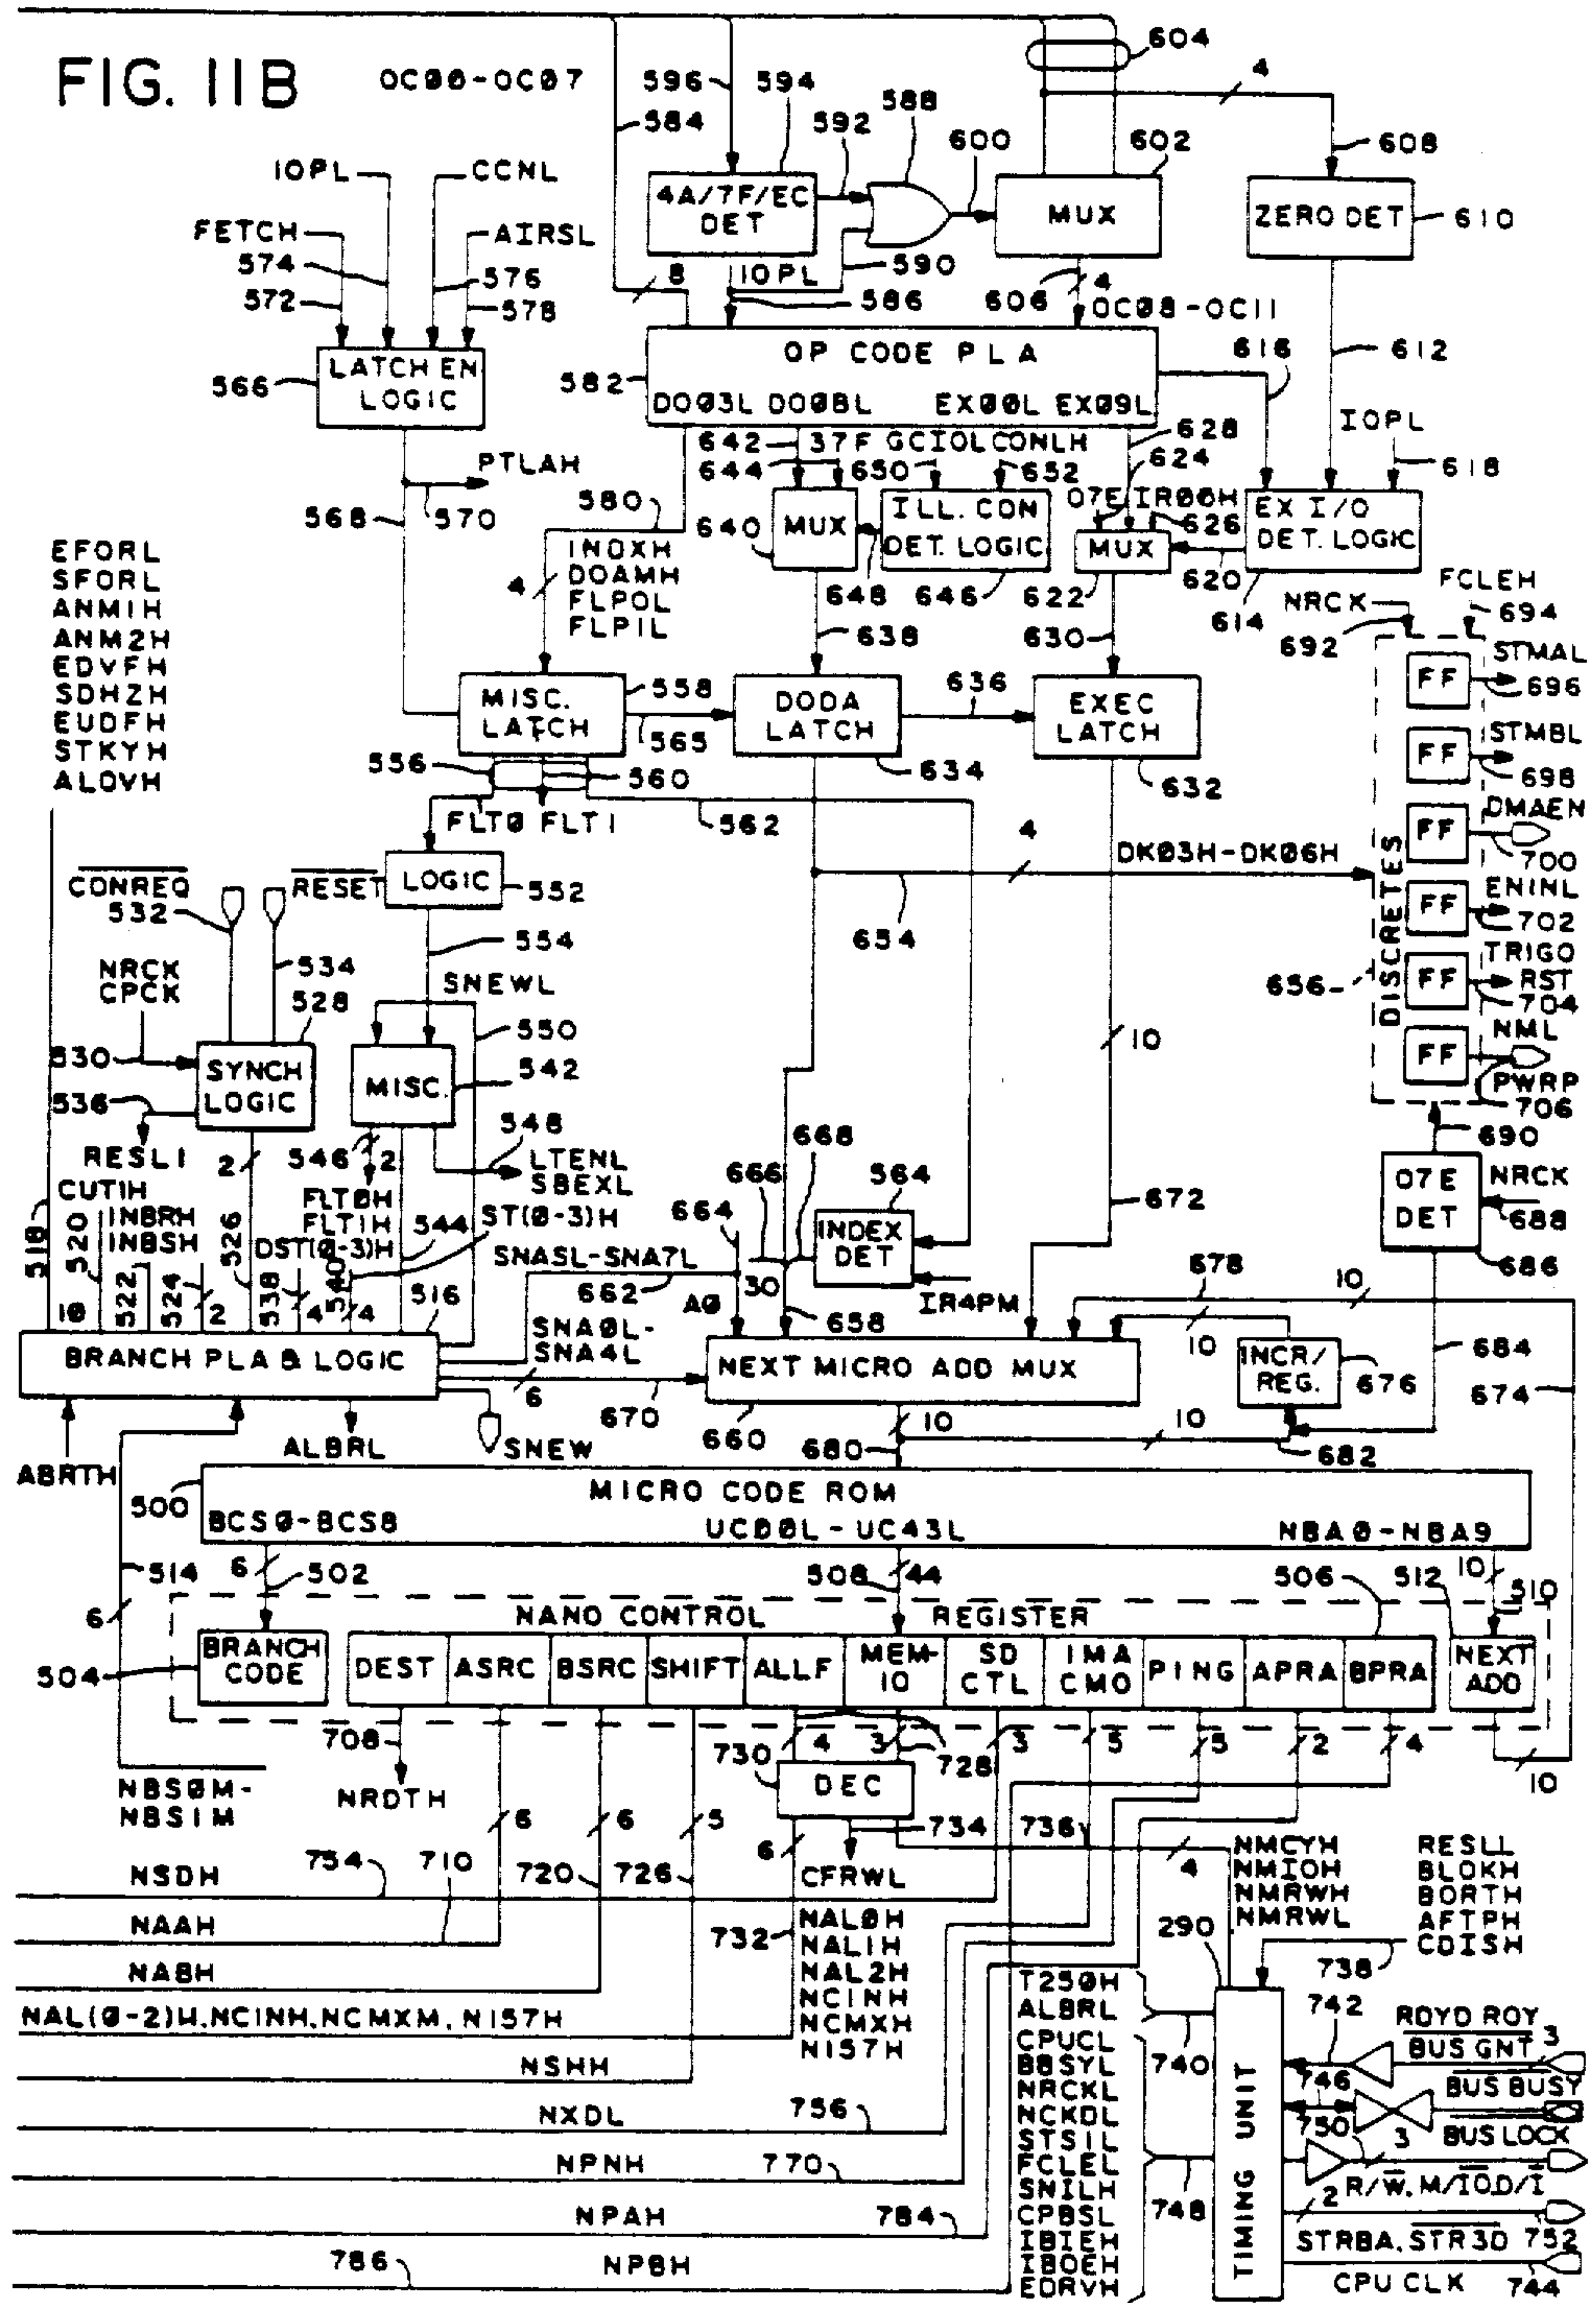 604
FIG. 11B
OC00-OC07
596
594
4
584
592
588
600
602
608
IOPL
CCNL
4A/7F/EC
DET
MUX
ZERO DET
610
FETCH
AIRSL
574
576
572
578
8
IOPL
590
586
606
4
OC08-OC11
OP CODE PLA
616
612
566
LATCH EN
LOGIC
582
DO03L DO08L
EX00L EX09L
642
37F
GCIOL
CONLH
628
IOPL
644
650
652
624
618
PTLAH
580
07E
IR00H
568
570
640
MUX
ILL. CON
DET. LOGIC
626
EX I/O
DET. LOGIC
MUX
EFORL
SFORL
ANM1H
ANM2H
EDVFH
SDHZH
EUDFH
STKYH
ALOVH
4
INDXH
DOAMH
FLPOL
FLPIL
648
646
622
620
614
FCLEH
NRCX
694
692
638
630
STMAL
FF
696
MISC.
LATCH
558
565
DODA
LATCH
636
EXEC
LATCH
STMBL
FF
698
556
560
634
632
FLT0 FLT1
562
4
DMAEN
FF
700
DK03H-DK06H
CONREQ
532
RESET
LOGIC
552
ENINL
FF
702
554
654
NRCK
CPCK
534
528
SNEWL
TRIGO
RST
FF
704
656
DISCRETES
550
10
NML
FF
PWRP
706
530
SYNCH
LOGIC
MISC.
542
536
668
690
RESLI
2
546
2
548
LTENL
SBEXL
666
564
672
07E
DET
NRCX
688
CUTIH
FLT0H
FLT1H
ST(0-3)H
664
INDEX
DET
518
520
INBRH
INBSH
526
DST(0-3)H
544
SNASL-SNA7L
678
686
522
524
538
540
516
662
30
IR4PM
10
10
2
4
4
A0
658
10
SNA0L-
SNA4L
684
BRANCH PLA & LOGIC
NEXT MICRO ADD MUX
INCR/
REG.
676
674
6
670
660
10
10
ALBRL
SNEW
680
682
ABRTH
500
MICRO CODE ROM
BCS0-BCS8
UC00L-UC43L
NBA0-NBA9
514
6
502
508
44
506
512
10
510
6
NANO CONTROL REGISTER
504
BRANCH
CODE
DEST
ASRC
BSRC
SHIFT
ALLF
MEM-
IO
SD
CTL
IMA
CMO
PING
APRA
BPRA
NEXT
ADD
708
730
4
3
728
3
5
5
2
4
10
NBS0M-
NBS1M
NRDTH
DEC
6
6
5
6
734
736
4
NMCYH
NMIOH
NMRWH
NMRWL
RESLL
BLOKH
BORTH
AFTPH
CDISH
NSDH
754
710
720
726
CFRWL
NAAH
732
NAL0H
NAL1H
NAL2H
NCINH
NCMXH
N157H
290
738
NABH
T250H
ALBRL
742
RDYD RDY
BUS GNT
3
NAL(0-2)H,NCINH,NCMXM,N157H
CPUCL
BBSYL
NRCKL
NCKDL
STSIL
FCLEL
SNILH
CPBSL
IBIEH
IBOEH
EDRVH
740
NSHH
746
BUS BUSY
NXDL
756
750
BUS LOCK
3
NPNH
770
TIMING UNIT
R/W, M/IO, D/I
748
2
NPAH
784
STRBA, STR3D
752
786
NPBH
CPU CLK
744